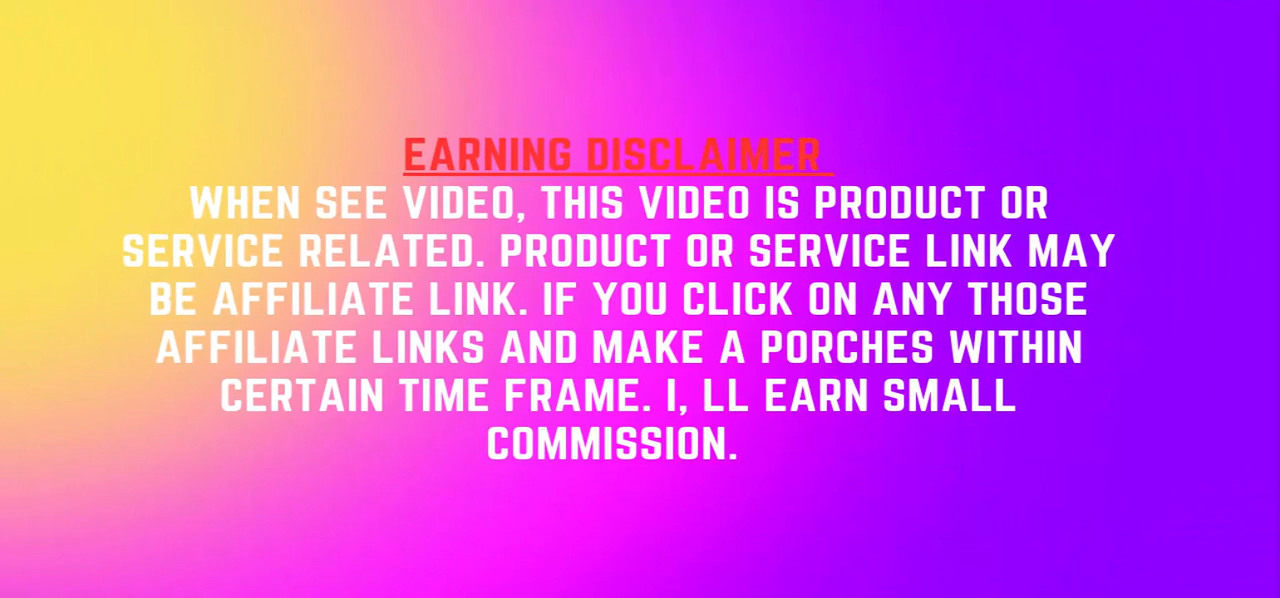 EARNING DISCLAIMER
WHEN SEE VIDEO, THIS VIDEO IS PRODUCT OR
SERVICE RELATED. PRODUCT OR SERVICE LINK MAY
BE AFFILIATE LINK. IF YOU CLICK ON ANY THOSE
AFFILIATE LINKS AND MAKE A PORCHES WITHIN
CERTAIN TIME FRAME. I, LL EARN SMALL
COMMISSION.